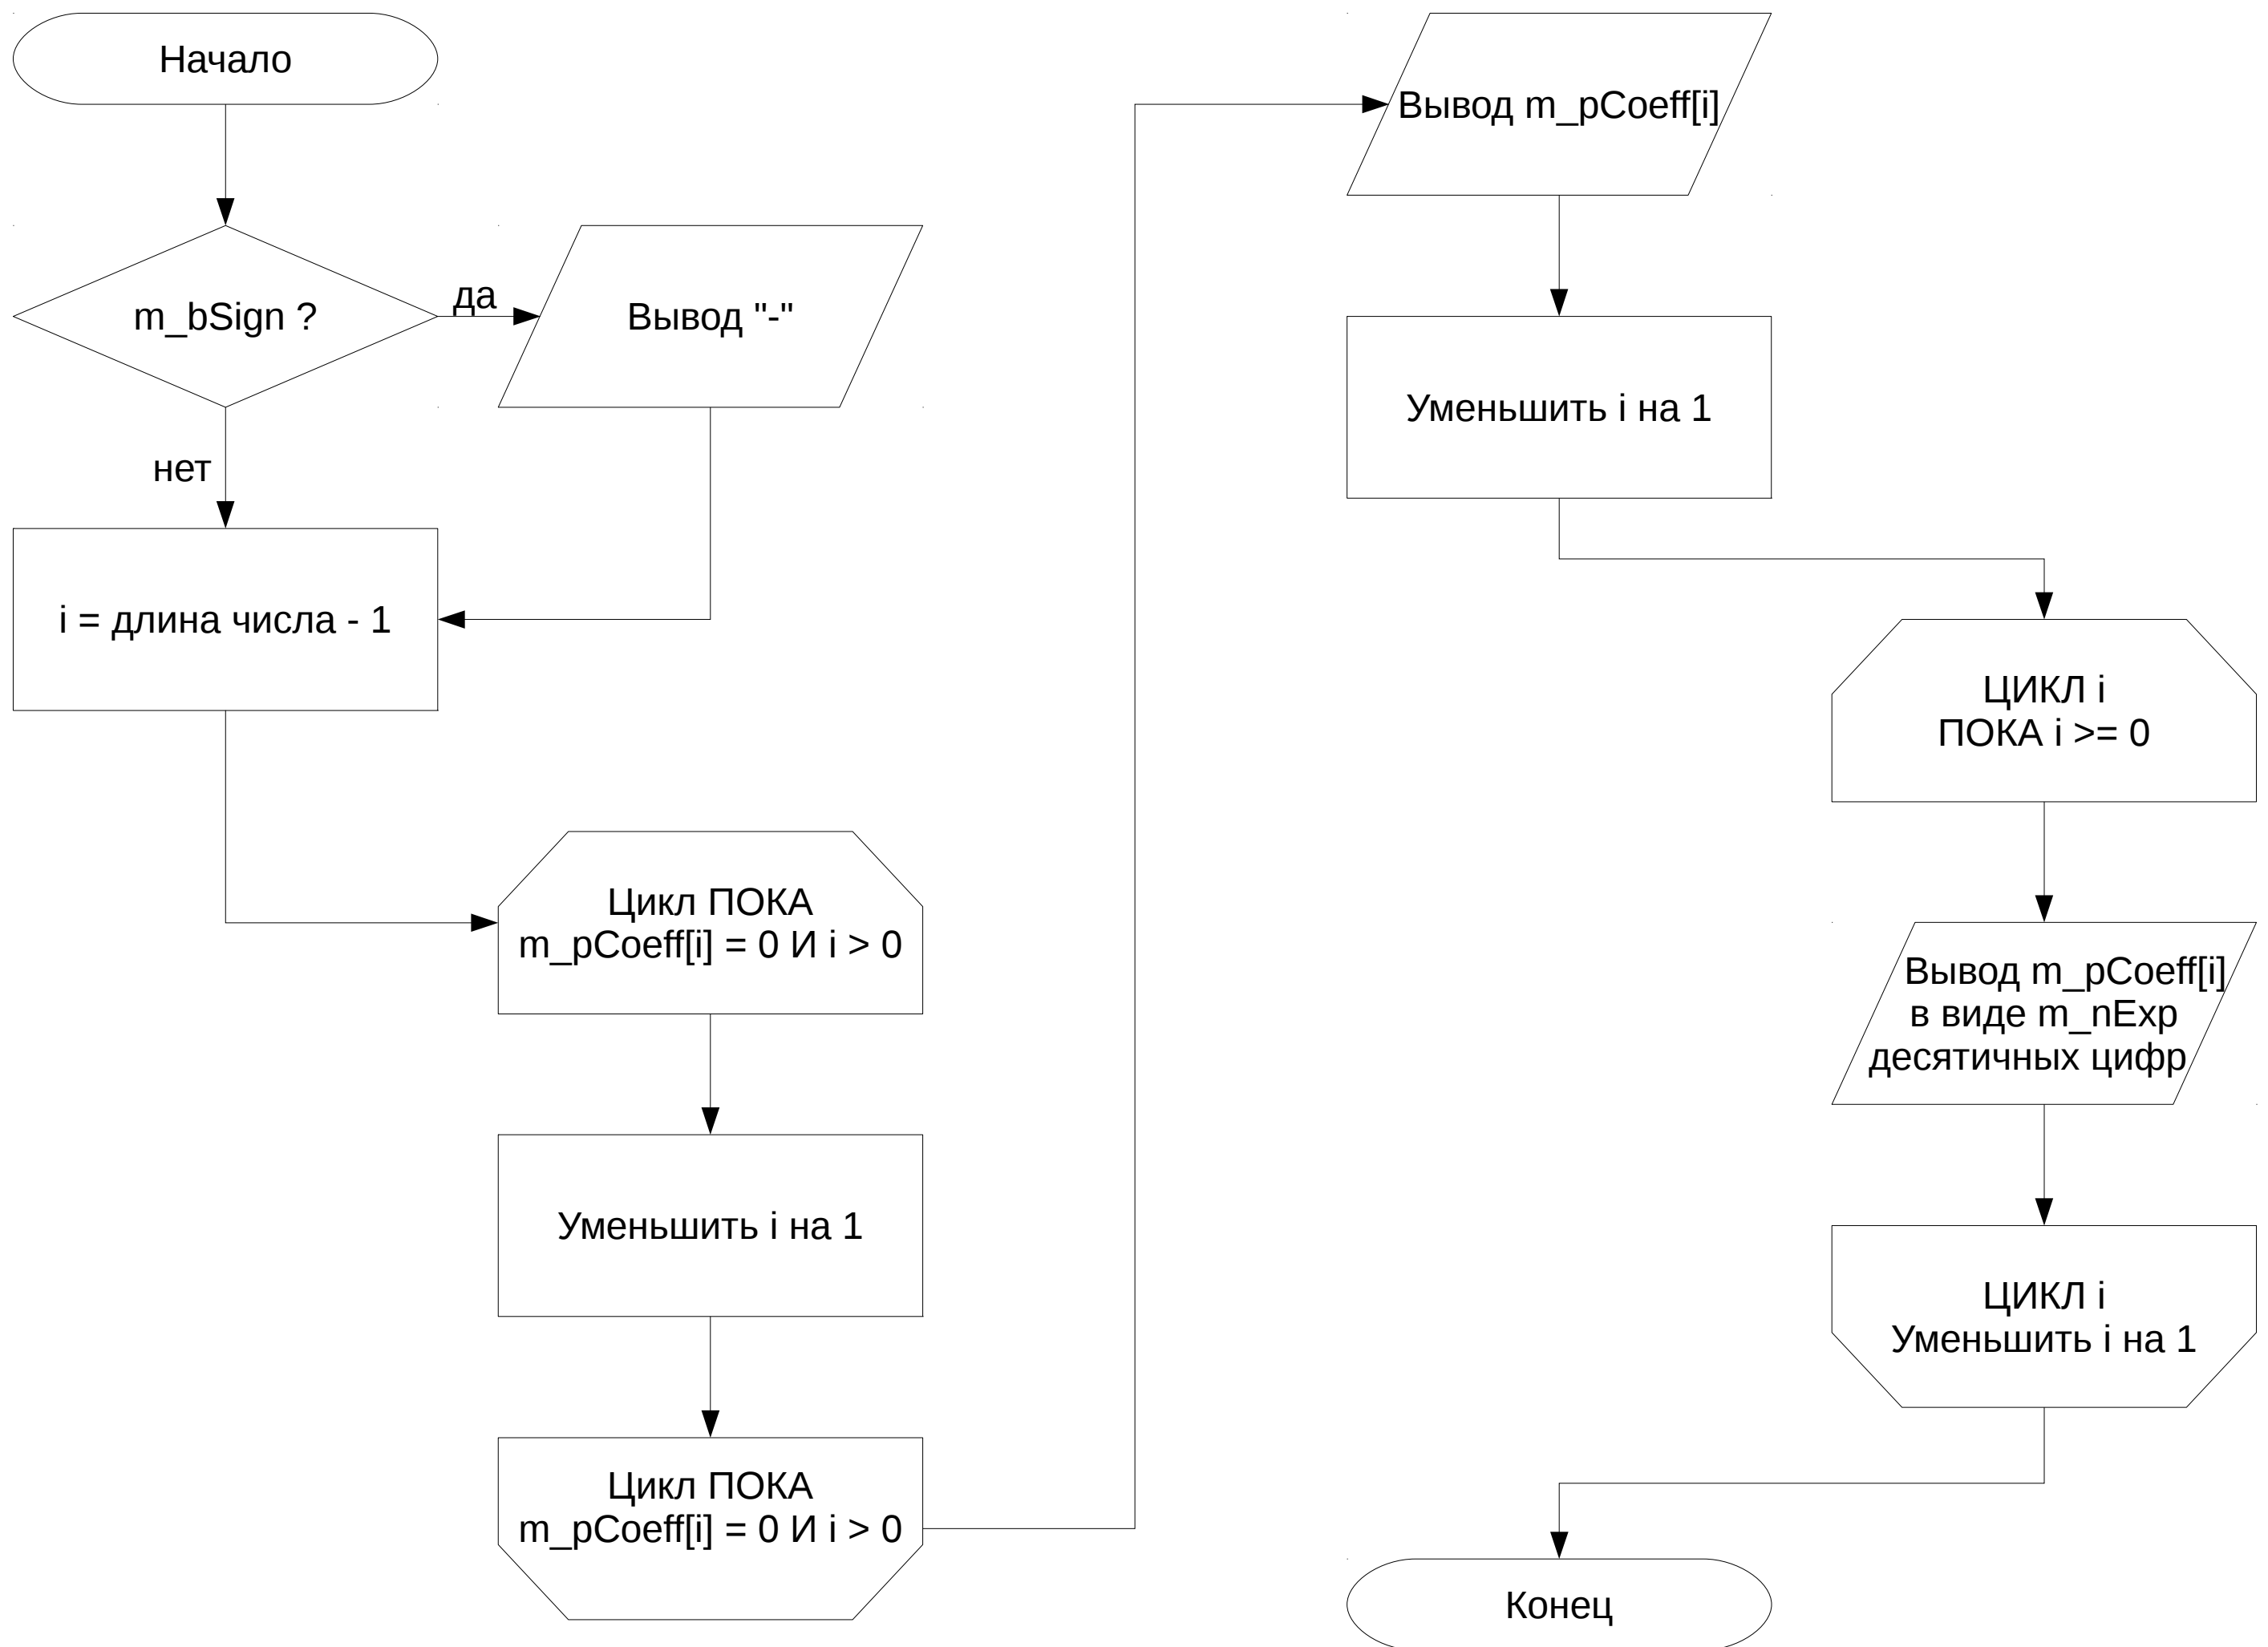 Начало
m_bSign ?
да
Вывод "-"
нет
i = длина числа - 1
Цикл ПОКА
m_pCoeff[i] = 0 И i > 0
Уменьшить i на 1
Цикл ПОКА
m_pCoeff[i] = 0 И i > 0
Вывод m_pCoeff[i]
Уменьшить i на 1
ЦИКЛ i
ПОКА i >= 0
Вывод m_pCoeff[i]
в виде m_nExp
десятичных цифр
ЦИКЛ i
Уменьшить i на 1
Конец